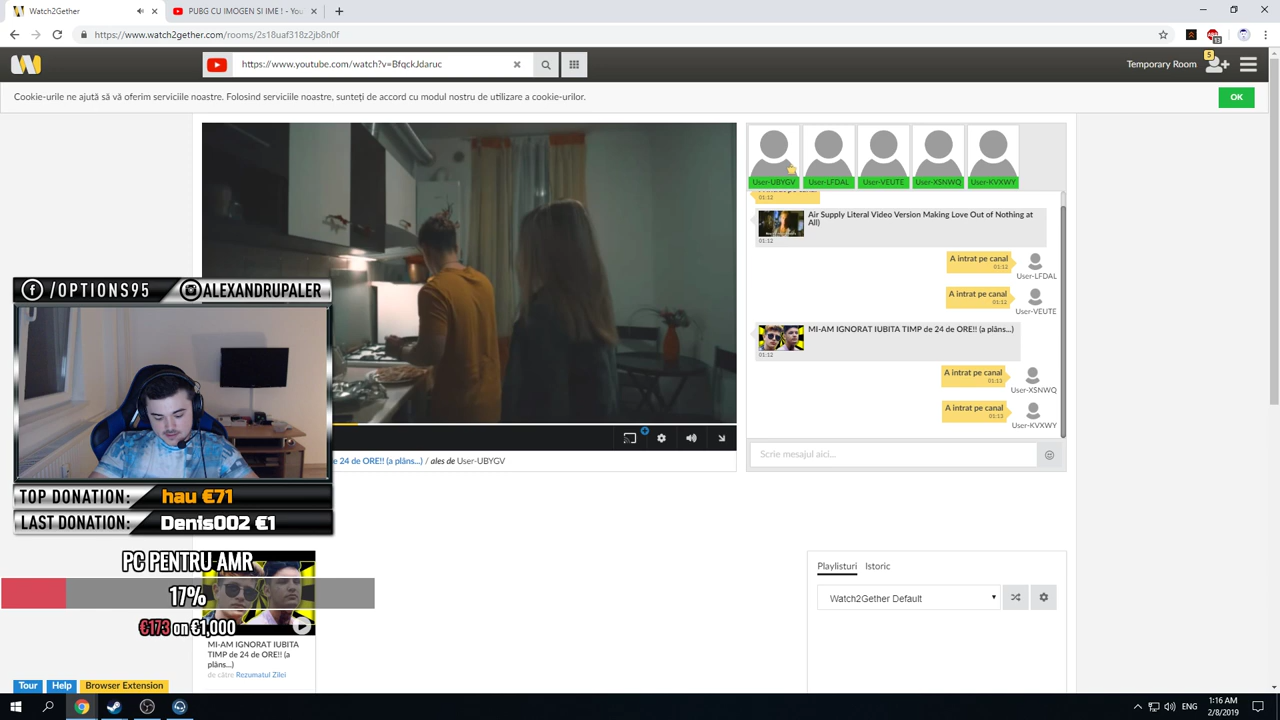 Watch2Gether
PUBG CU IMOGEN SI IME ! - You
https://www.watch2gether.com/rooms/2s18uaf318z2jb8n0f
https://www.youtube.com/watch?v=BfqckJdaruc
Temporary Room
5
Cookie-urile ne ajută să vă oferim serviciile noastre. Folosind serviciile noastre, sunteți de accord cu modul nostru de utilizare a cookie-urilor.
OK
User-UBYGV
User-LFDAL
User-VEUTE
User-XSNWQ
User-KVXWY
01:12
Air Supply Literal Video Version Making Love Out of Nothing at
All)
01:12
A intrat pe canal
01:12
User-LFDAL
A intrat pe canal
01:12
User-VEUTE
MI-AM IGNORAT IUBITA TIMP de 24 de ORE!! (a plâns...)
01:12
A intrat pe canal
01:13
User-XSNWQ
A intrat pe canal
01:13
User-KVXWY
Scrie mesajul aici...
/OPTIONS95
ALEXANDRUPALER
e 24 de ORE!! (a plâns...) / ales de User-UBYGV
TOP DONATION: hau €71
LAST DONATION: Denis002 €1
PC PENTRU AMR
17%
€173 on €1,000
MI-AM IGNORAT IUBITA
TIMP de 24 de ORE!! (a
plâns...)
de către Rezumatul Zilei
Playlisturi
Istoric
Watch2Gether Default
Tour
Help
Browser Extension
ENG
1:16 AM
2/8/2019